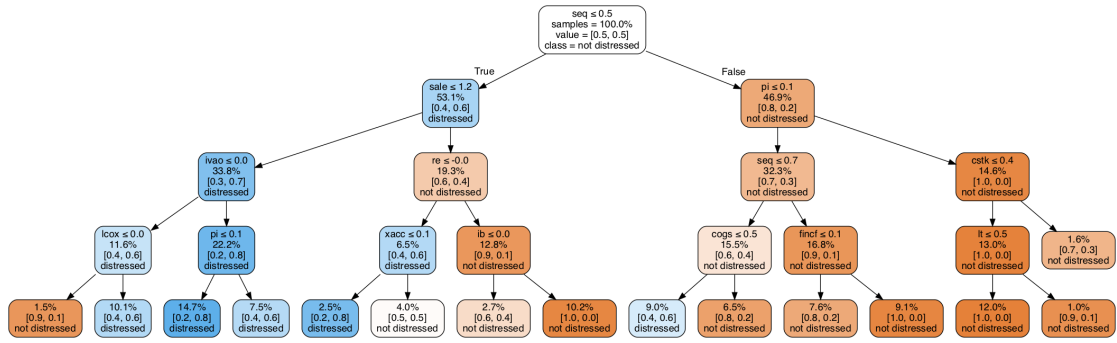 seq ≤ 0.5
samples = 100.0%
value = [0.5, 0.5]
class = not distressed
True
False
sale ≤ 1.2
53.1%
[0.4, 0.6]
distressed
pi ≤ 0.1
46.9%
[0.8, 0.2]
not distressed
ivao ≤ 0.0
33.8%
[0.3, 0.7]
distressed
re ≤ -0.0
19.3%
[0.6, 0.4]
not distressed
seq ≤ 0.7
32.3%
[0.7, 0.3]
not distressed
cstk ≤ 0.4
14.6%
[1.0, 0.0]
not distressed
lcox ≤ 0.0
11.6%
[0.4, 0.6]
distressed
pi ≤ 0.1
22.2%
[0.2, 0.8]
distressed
xacc ≤ 0.1
6.5%
[0.4, 0.6]
distressed
ib ≤ 0.0
12.8%
[0.9, 0.1]
not distressed
cogs ≤ 0.5
15.5%
[0.6, 0.4]
not distressed
fincf ≤ 0.1
16.8%
[0.9, 0.1]
not distressed
lt ≤ 0.5
13.0%
[1.0, 0.0]
not distressed
1.6%
[0.7, 0.3]
not distressed
1.5%
[0.9, 0.1]
not distressed
10.1%
[0.4, 0.6]
distressed
14.7%
[0.2, 0.8]
distressed
7.5%
[0.4, 0.6]
distressed
2.5%
[0.2, 0.8]
distressed
4.0%
[0.5, 0.5]
not distressed
2.7%
[0.6, 0.4]
not distressed
10.2%
[1.0, 0.0]
not distressed
9.0%
[0.4, 0.6]
distressed
6.5%
[0.8, 0.2]
not distressed
7.6%
[0.8, 0.2]
not distressed
9.1%
[1.0, 0.0]
not distressed
12.0%
[1.0, 0.0]
not distressed
1.0%
[0.9, 0.1]
not distressed